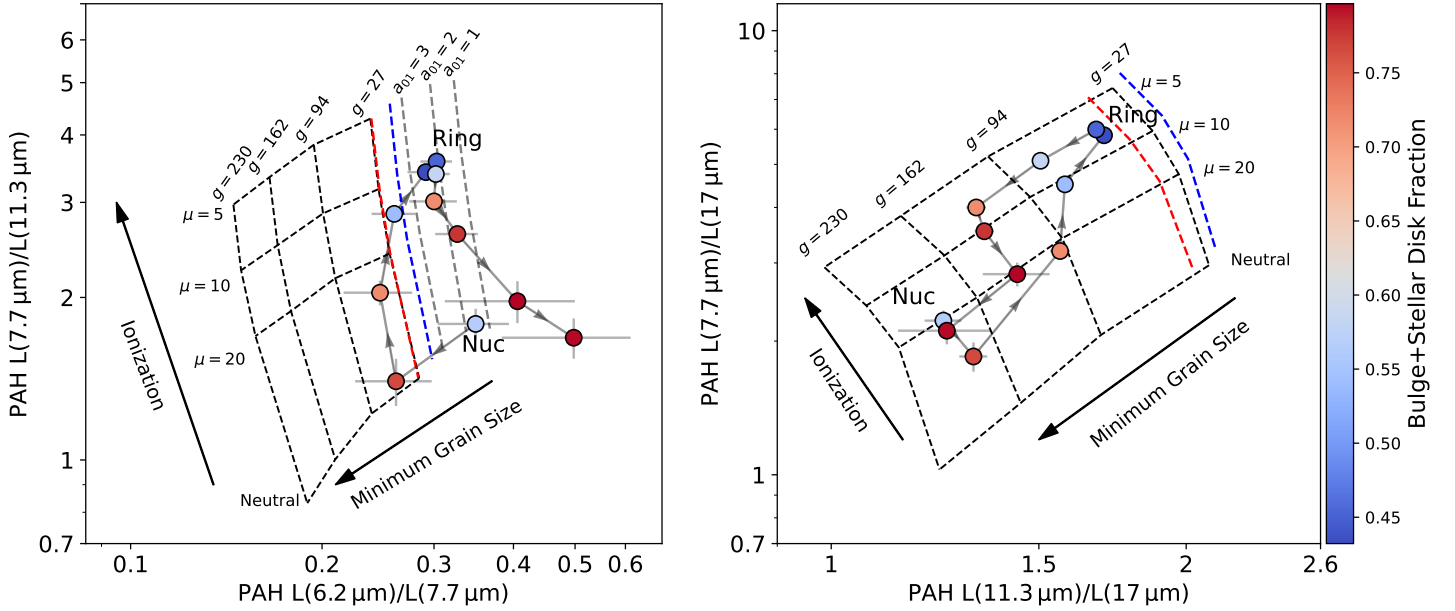 6
5
4
3
2
1
0.7
0.1
0.2
0.3
0.4
0.5
0.6
PAH L(7.7 μm)/L(11.3 μm)
PAH L(6.2 μm)/L(7.7 μm)
g = 230
g = 162
g = 94
g = 27
a₀₁ = 3
a₀₁ = 2
a₀₁ = 1
μ = 5
μ = 10
μ = 20
Ring
Nuc
Neutral
Ionization
Minimum Grain Size
10
1
0.7
1
1.5
2
2.6
PAH L(7.7 μm)/L(17 μm)
PAH L(11.3 μm)/L(17 μm)
g = 230
g = 162
g = 94
g = 27
μ = 5
μ = 10
μ = 20
Ring
Nuc
Neutral
Ionization
Minimum Grain Size
0.75
0.70
0.65
0.60
0.55
0.50
0.45
Bulge+Stellar Disk Fraction